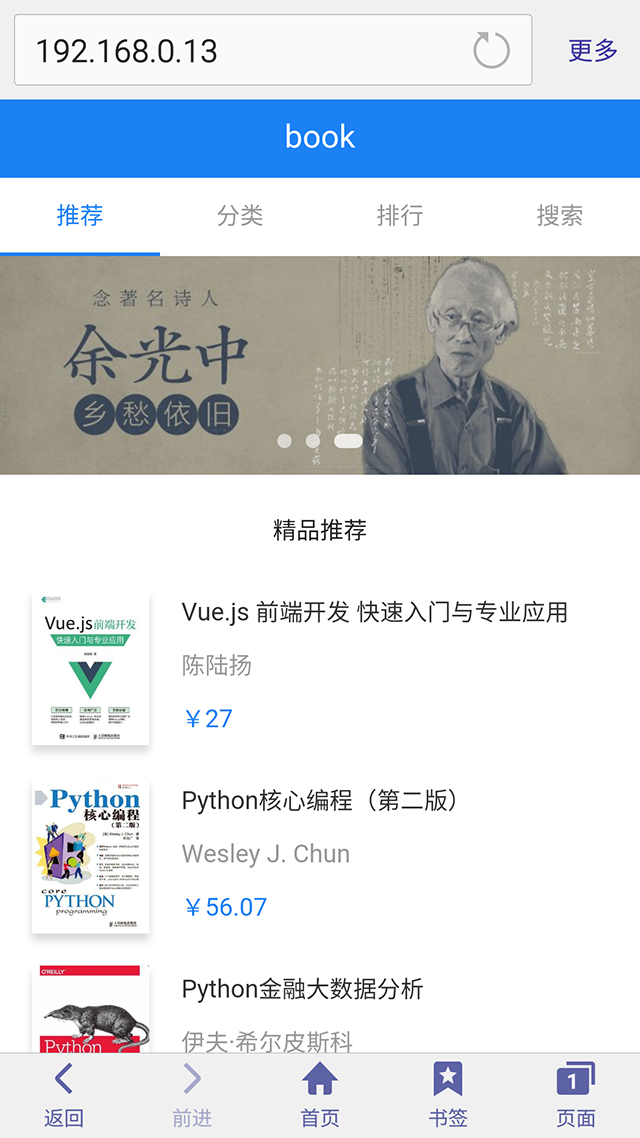 192.168.0.13
更多
book
推荐 分类 排行 搜索
念著名诗人
余光中
乡愁依旧
精品推荐
Vue.js前端开发
快速入门与专业应用
Vue.js 前端开发 快速入门与专业应用
陈陆扬
￥27
Python
核心编程
(第二版)
Wesley J. Chun
core
PYTHON
programming
Python核心编程（第二版）
Wesley J. Chun
￥56.07
O'REILLY
Python
Python金融大数据分析
伊夫·希尔皮斯科
1
返回 前进 首页 书签 页面